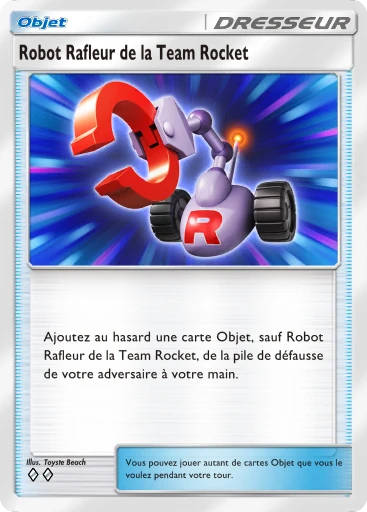 Objet
DRESSEUR
Robot Rafleur de la Team Rocket
R
Ajoutez au hasard une carte Objet, sauf Robot
Rafleur de la Team Rocket, de la pile de défausse
de votre adversaire à votre main.
Illus. Toyste Beach
Vous pouvez jouer autant de cartes Objet que vous le
voulez pendant votre tour.